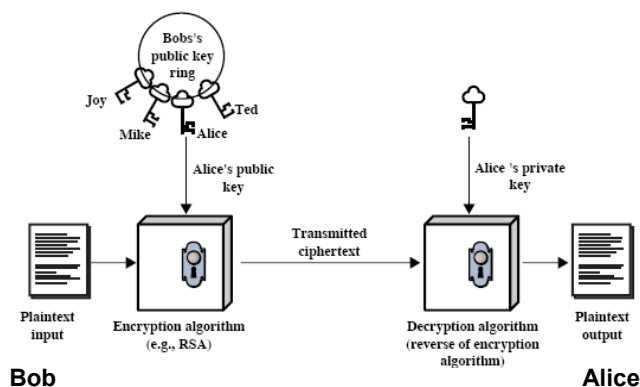 Bobs's
public key
ring
Joy
Ted
Mike
Alice
Alice's public
key
Alice 's private
key
Transmitted
ciphertext
Plaintext
input
Encryption algorithm
(e.g., RSA)
Decryption algorithm
(reverse of encryption
algorithm)
Plaintext
output
Bob
Alice